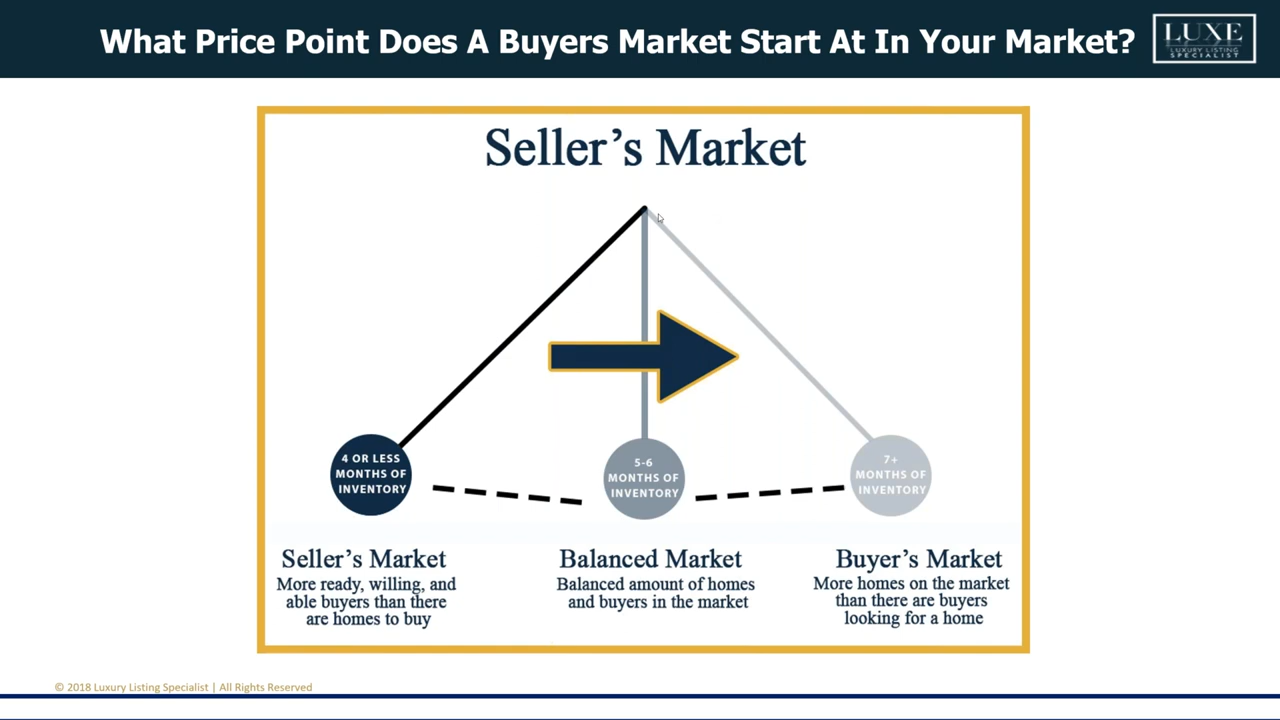 What Price Point Does A Buyers Market Start At In Your Market?
LUXE
LUXURY LISTING
SPECIALIST
Seller's Market
4 OR LESS
MONTHS OF
INVENTORY
5-6
MONTHS OF
INVENTORY
7+
MONTHS OF
INVENTORY
Seller's Market
More ready, willing, and
able buyers than there
are homes to buy
Balanced Market
Balanced amount of homes
and buyers in the market
Buyer's Market
More homes on the market
than there are buyers
looking for a home
© 2018 Luxury Listing Specialist | All Rights Reserved